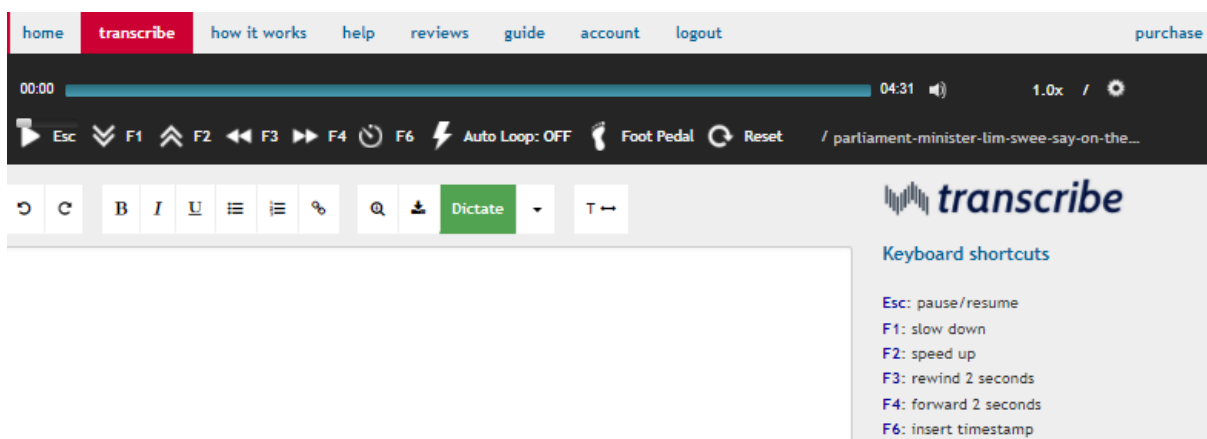 home transcribe how it works help reviews guide account logout purchase
00:00 04:31 1.0x /
Esc F1 F2 F3 F4 F6 Auto Loop: OFF Foot Pedal Reset / parliament-minister-lim-swee-say-on-the...
B I U Dictate T
transcribe
Keyboard shortcuts
Esc: pause/resume
F1: slow down
F2: speed up
F3: rewind 2 seconds
F4: forward 2 seconds
F6: insert timestamp